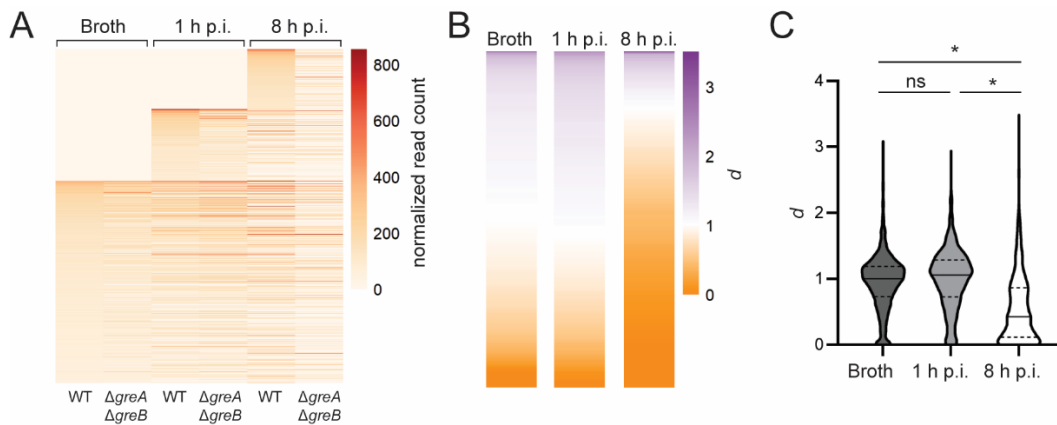 A
Broth 1 h p.i. 8 h p.i.
800
600
400
200
0
normalized read count
WT ΔgreA ΔgreB WT ΔgreA ΔgreB WT ΔgreA ΔgreB
B
Broth 1 h p.i. 8 h p.i.
3
2
1
0
d
C
*
ns *
4
3
2
1
0
d
Broth 1 h p.i. 8 h p.i.